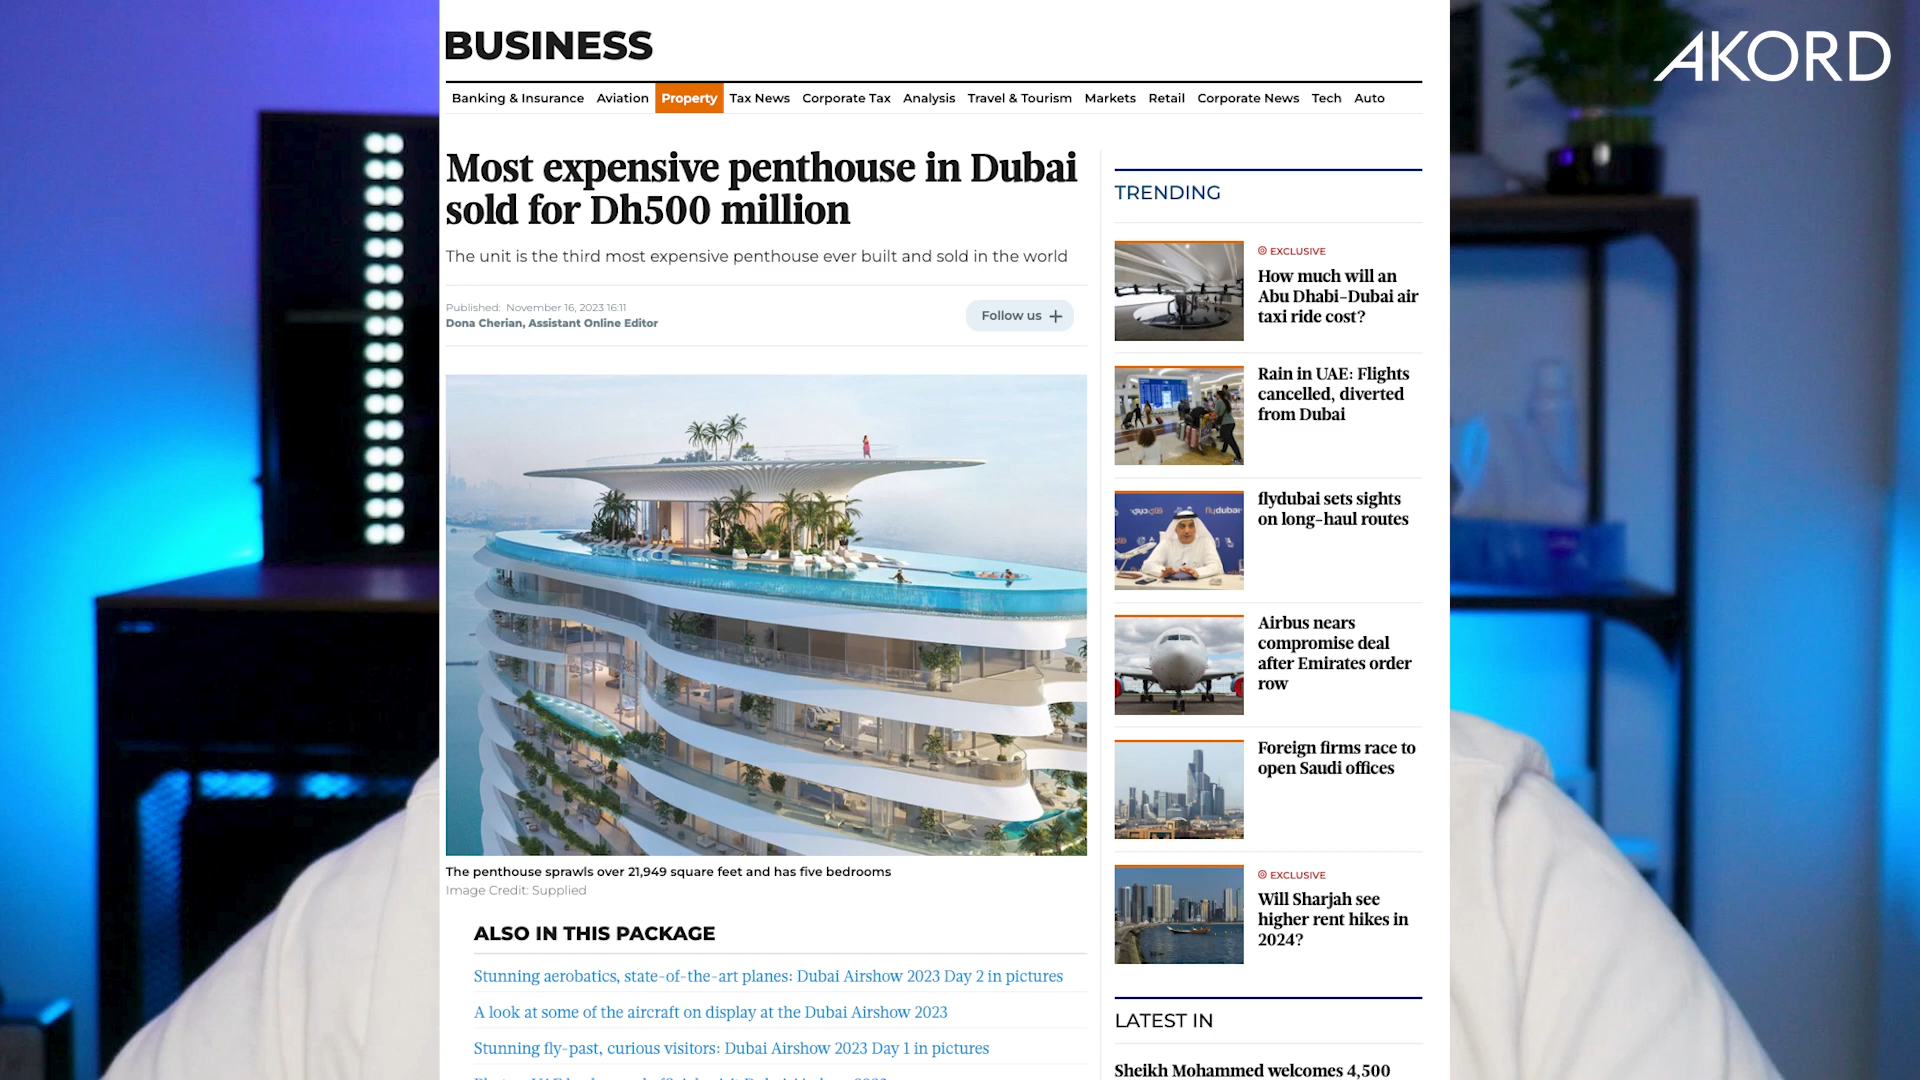 AKORD
BUSINESS
Banking & Insurance Aviation Property Tax News Corporate Tax Analysis Travel & Tourism Markets Retail Corporate News Tech Auto
Most expensive penthouse in Dubai
sold for Dh500 million
The unit is the third most expensive penthouse ever built and sold in the world
Published: November 16, 2023 16:11
Dona Cherian, Assistant Online Editor
Follow us +
The penthouse sprawls over 21,949 square feet and has five bedrooms
Image Credit: Supplied
ALSO IN THIS PACKAGE
Stunning aerobatics, state-of-the-art planes: Dubai Airshow 2023 Day 2 in pictures
A look at some of the aircraft on display at the Dubai Airshow 2023
Stunning fly-past, curious visitors: Dubai Airshow 2023 Day 1 in pictures
TRENDING
EXCLUSIVE
How much will an
Abu Dhabi-Dubai air
taxi ride cost?
Rain in UAE: Flights
cancelled, diverted
from Dubai
flydubai
flydubai sets sights
on long-haul routes
Airbus nears
compromise deal
after Emirates order
row
Foreign firms race to
open Saudi offices
EXCLUSIVE
Will Sharjah see
higher rent hikes in
2024?
LATEST IN
Sheikh Mohammed welcomes 4,500